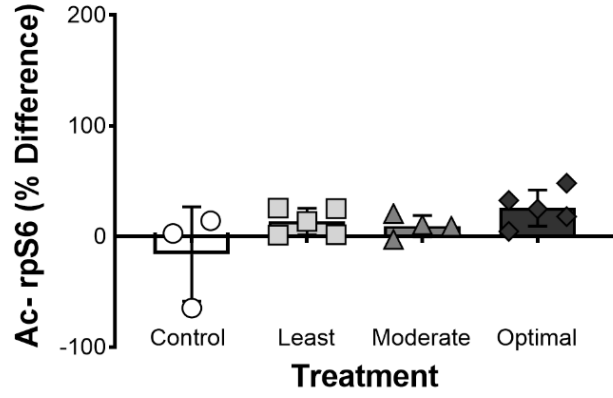 Ac- rpS6 (% Difference)
200
100
0
-100
Control Least Moderate Optimal
Treatment